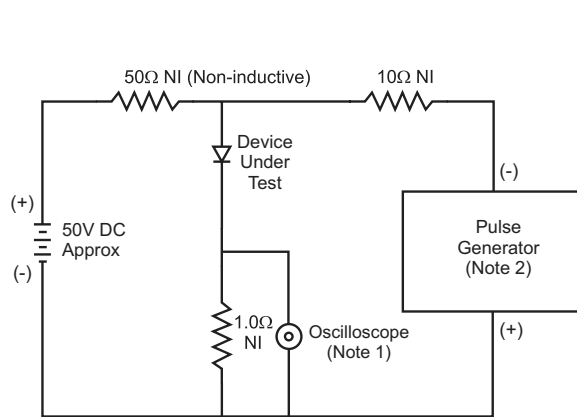 50Ω NI (Non-inductive)
10Ω NI
Device
Under
Test
(-)
(+)
50V DC
Approx
(-)
Pulse
Generator
(Note 2)
(+)
1.0Ω
NI
Oscilloscope
(Note 1)